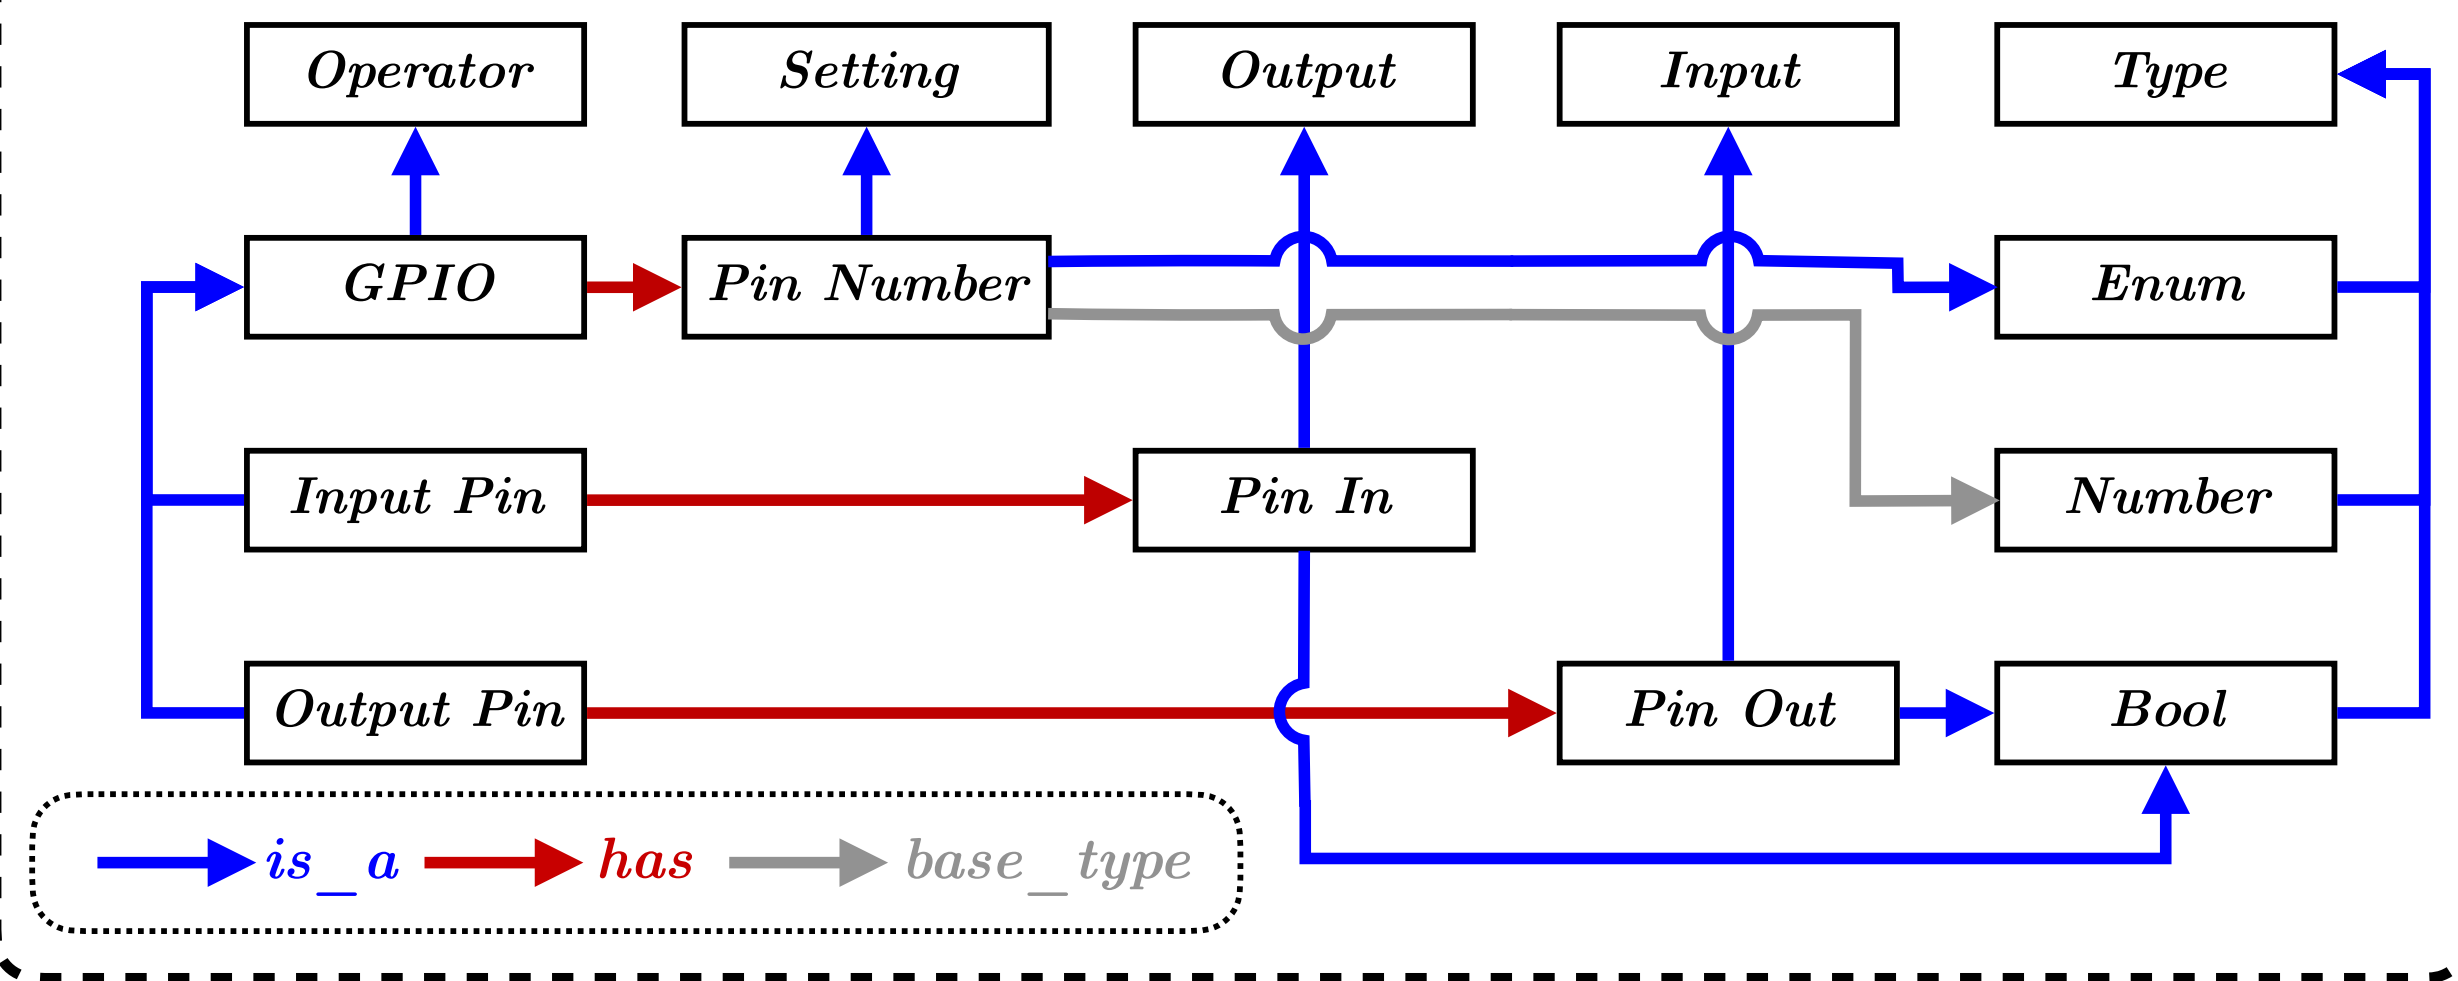 Operator
Setting
Output
Input
Type
GPIO
Pin Number
Enum
Input Pin
Pin In
Number
Output Pin
Pin Out
Bool
is_a
has
base_type